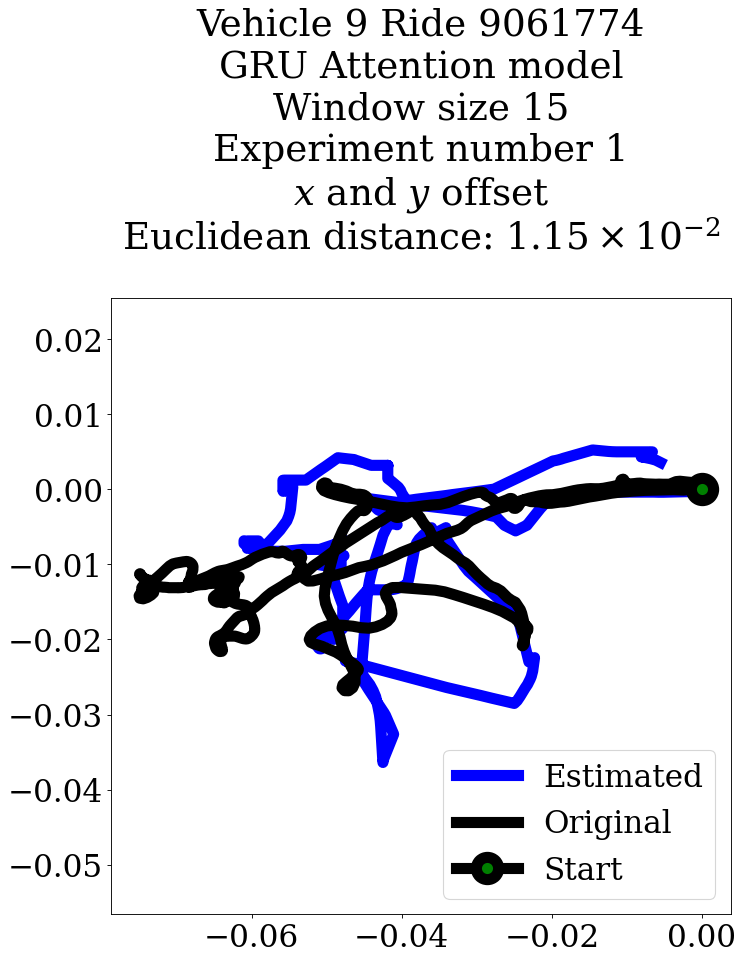 Vehicle 9 Ride 9061774
GRU Attention model
Window size 15
Experiment number 1
x and y offset
Euclidean distance: 1.15 × 10⁻²
0.02
0.01
0.00
−0.01
−0.02
−0.03
−0.04
−0.05
Estimated
Original
Start
−0.06 −0.04 −0.02 0.00